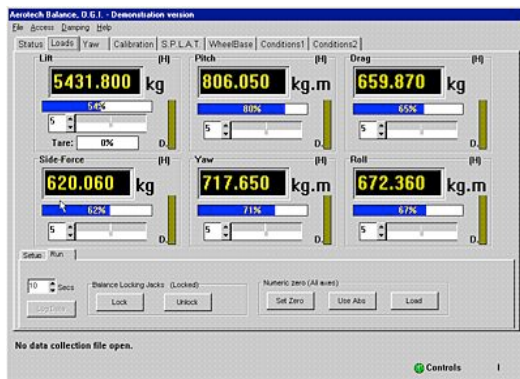 Aerotech Balance, D.G.I. - Demonstration version
File Access Damping Help
Status Loads Yaw Calibration S.P.L.A.T. WheelBase Conditions1 Conditions2
Lift (H) Pitch (H) Drag (H)
5431.800 kg 806.050 kg.m 659.870 kg
54% 80% 65%
5 5 5
Tare: 0% D. D. D.
Side-Force (H) Yaw (H) Roll (H)
620.060 kg 717.650 kg.m 672.360 kg.m
62% 71% 67%
5 5 5
D. D. D.
Setup Run
10 Secs Balance Locking Jacks (Locked) Numeric zero (All axes)
Log Data Lock Unlock Set Zero Use Abs Load
No data collection file open.
Controls I